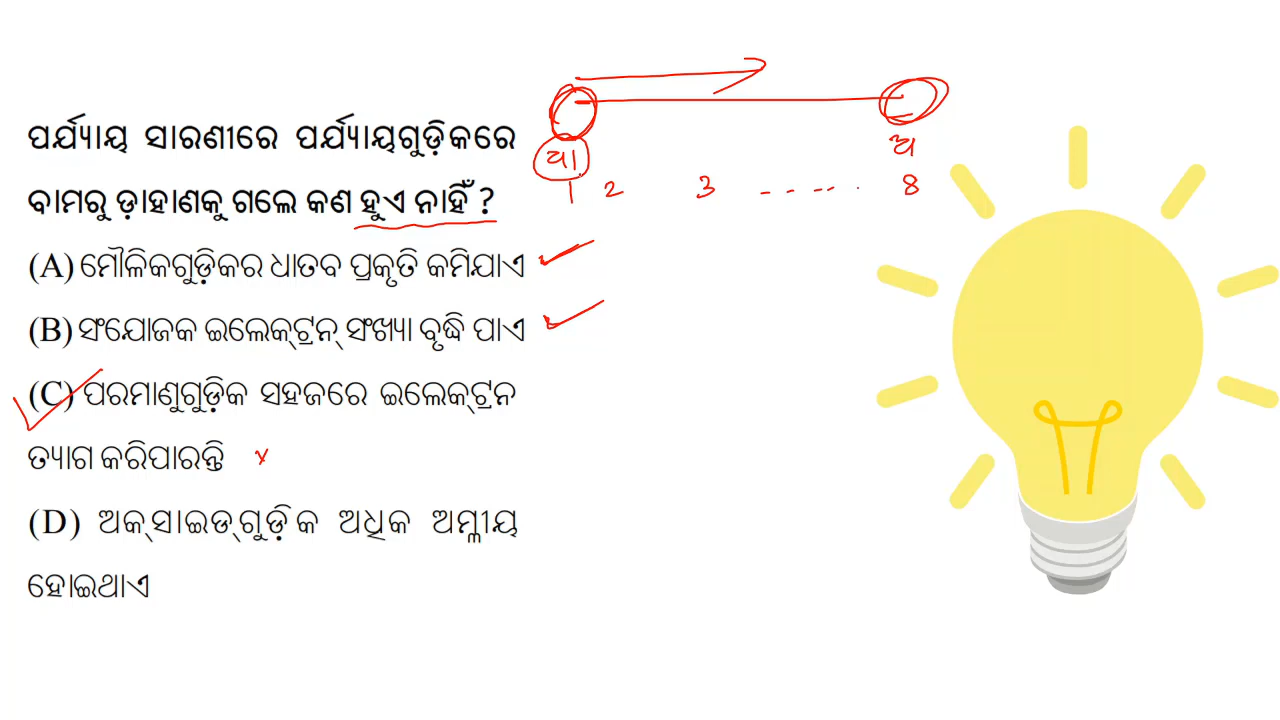 ପର୍ଯ୍ୟାୟ ସାରଣୀରେ ପର୍ଯ୍ୟାୟଗୁଡ଼ିକରେ
ବାମରୁ ଡ଼ାହାଣକୁ ଗଲେ କଣ ହୁଏ ନାହିଁ ?
(A) ମୌଳିକଗୁଡ଼ିକର ଧାତବ ପ୍ରକୃତି କମିଯାଏ
(B) ସଂଯୋଜକ ଇଲେକ୍‌ଟ୍ରନ୍ ସଂଖ୍ୟା ବୃଦ୍ଧି ପାଏ
(C) ପରମାଣୁଗୁଡ଼ିକ ସହଜରେ ଇଲେକ୍‌ଟ୍ରନ
ତ୍ୟାଗ କରିପାରନ୍ତି x
(D) ଅକ୍‌ସାଇଡ୍‌ଗୁଡ଼ିକ ଅଧିକ ଅମ୍ଳୀୟ
ହୋଇଥାଏ
ଧା ଅ
1 2 3 ----- 8